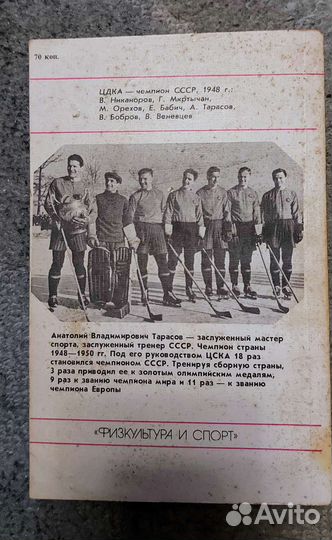 70 коп.
ЦДКА — чемпион СССР, 1948 г.:
В. Никаноров, Г. Мкртычан,
М. Орехов, Е. Бабич, А. Тарасов,
В. Бобров, В. Веневцев
Анатолий Владимирович Тарасов — заслуженный мастер
спорта, заслуженный тренер СССР. Чемпион страны
1948—1950 гг. Под его руководством ЦСКА 18 раз
становился чемпионом СССР. Тренируя сборную страны,
3 раза приводил ее к золотым олимпийским медалям,
9 раз к званию чемпиона мира и 11 раз — к званию
чемпиона Европы
«ФИЗКУЛЬТУРА И СПОРТ»
Avito